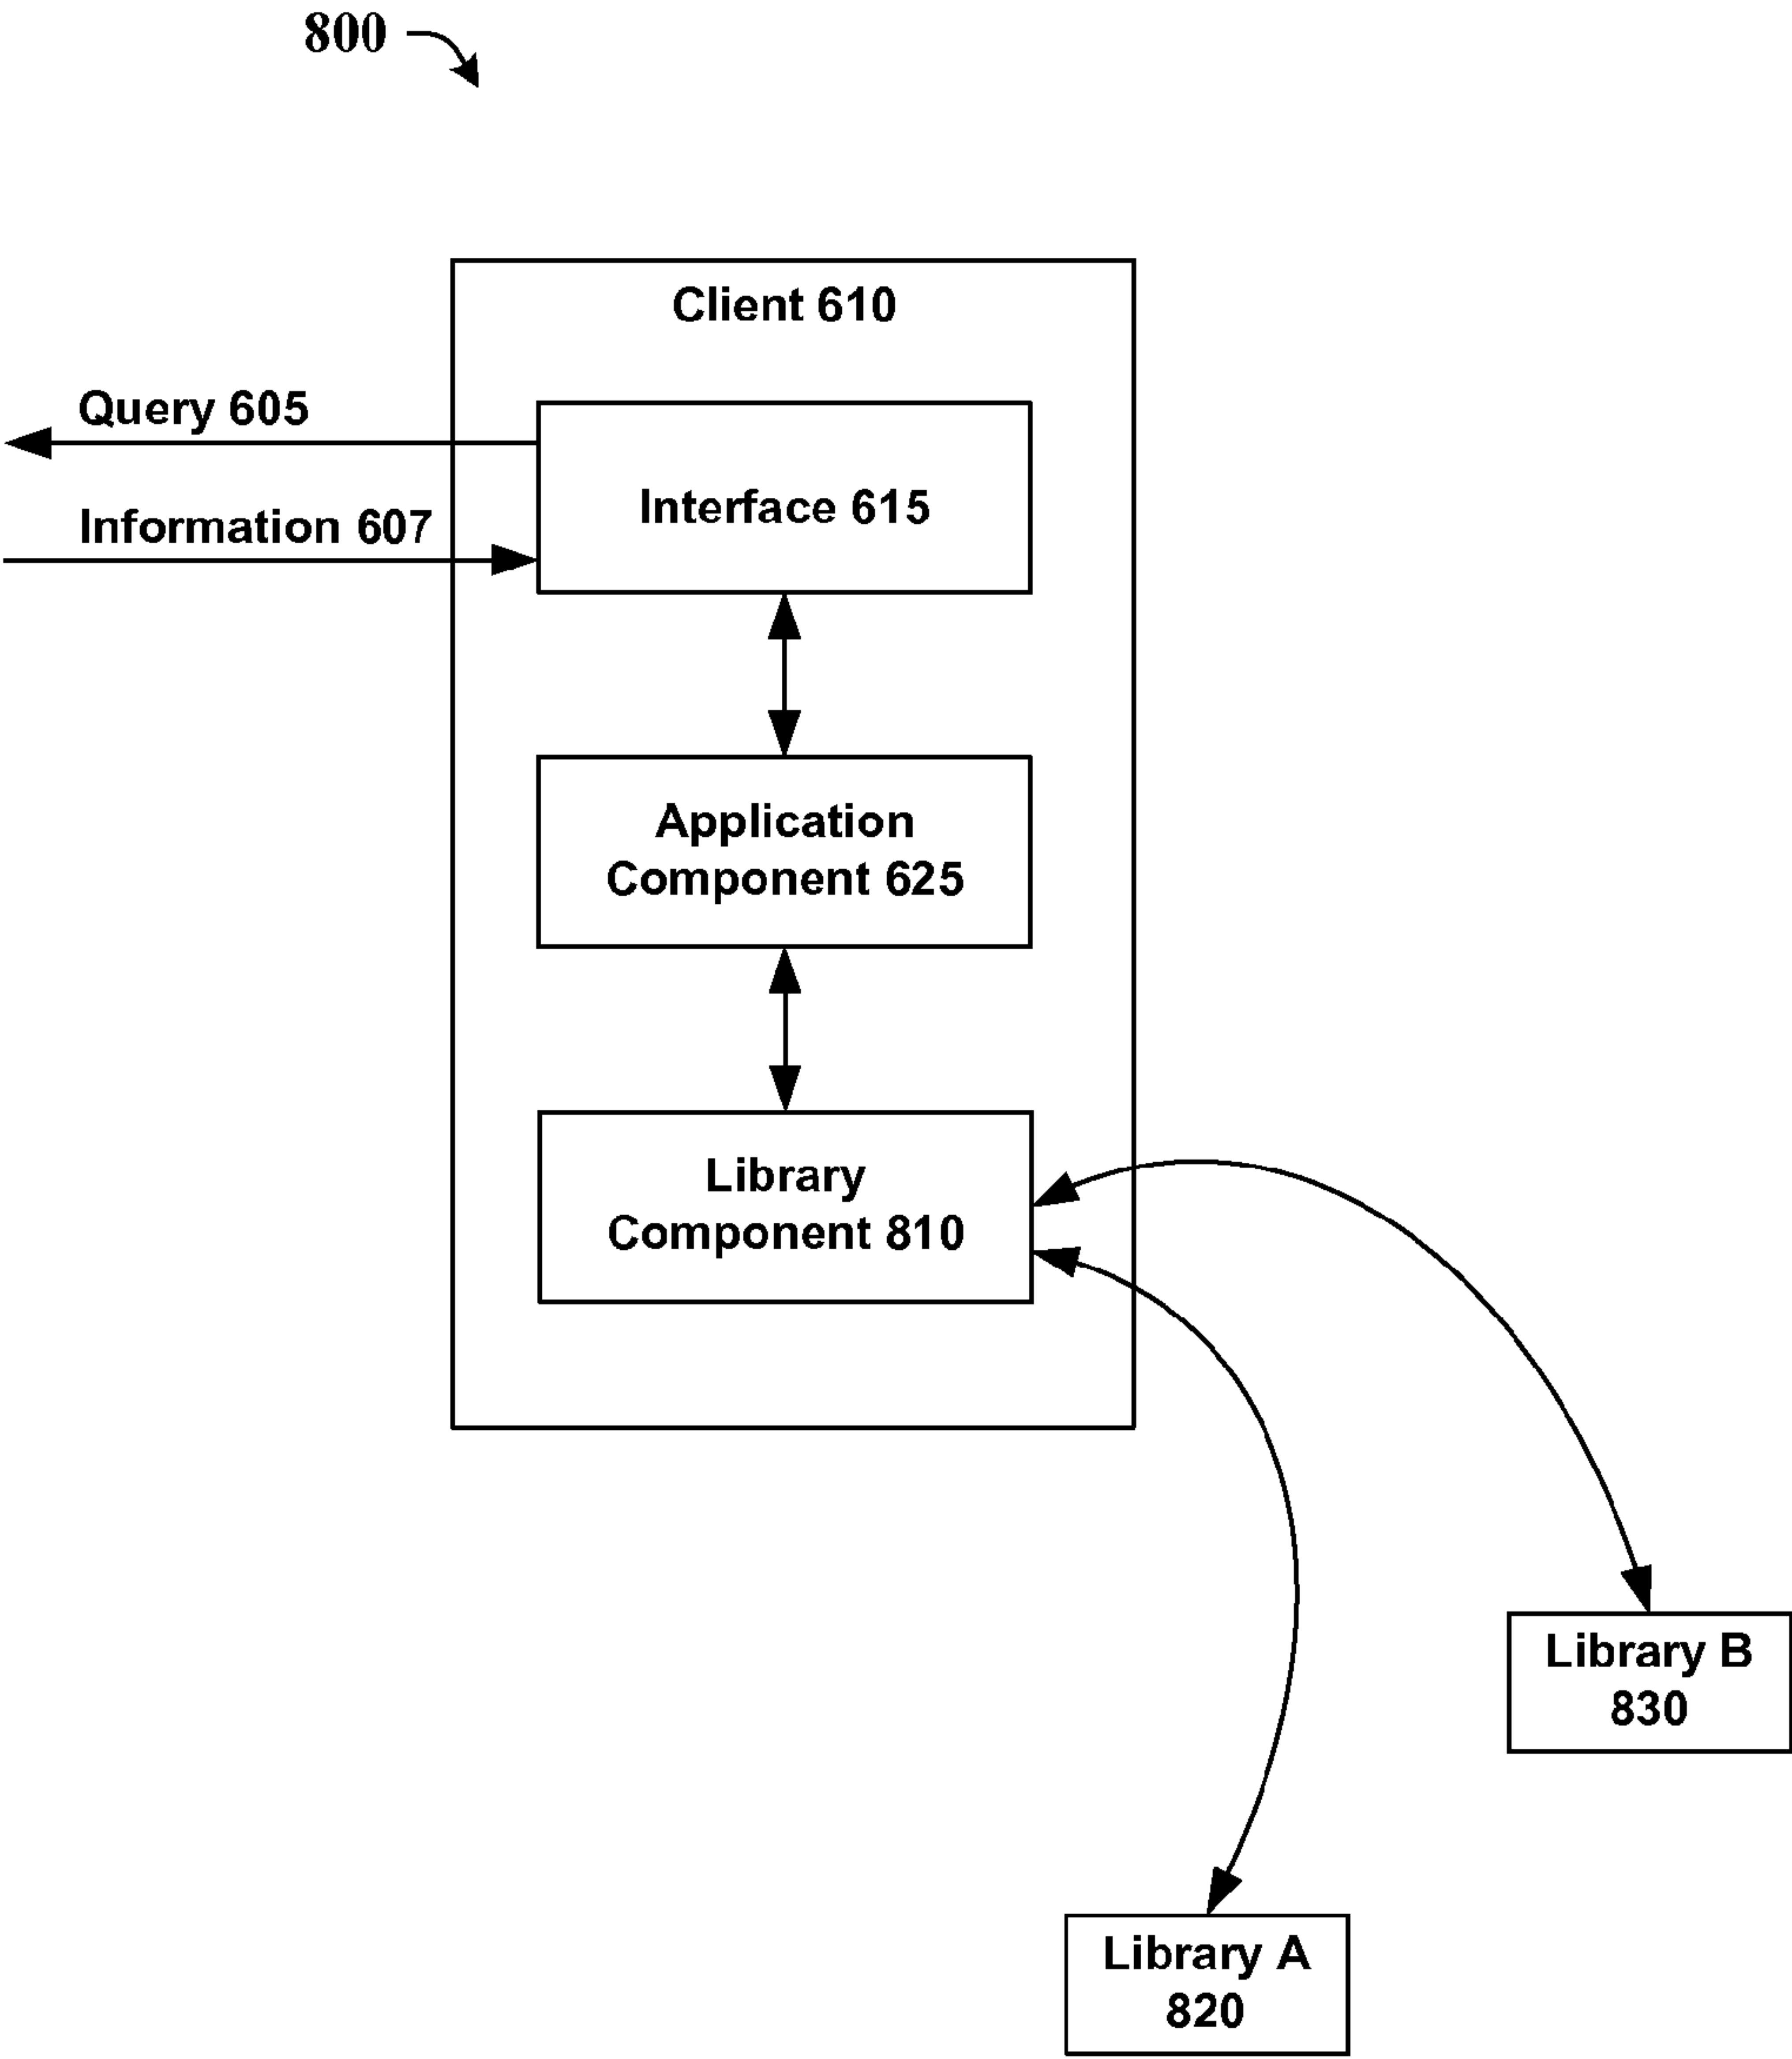 800
Client 610
Query 605
Interface 615
Information 607
Application
Component 625
Library
Component 810
Library B
830
Library A
820